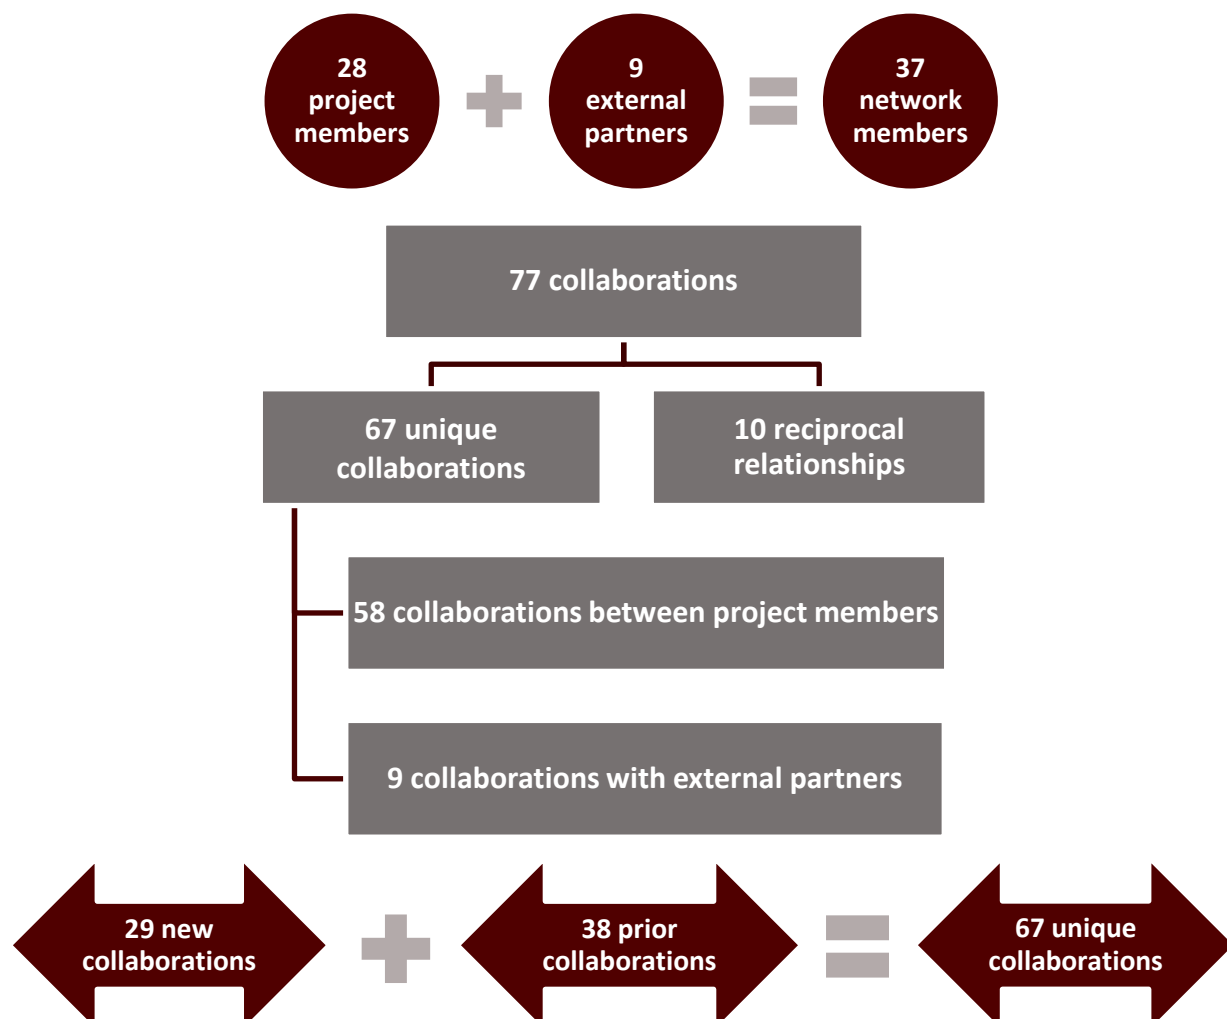 28
project
members
9
external
partners
37
network
members
77 collaborations
67 unique
collaborations
10 reciprocal
relationships
58 collaborations between project members
9 collaborations with external partners
29 new
collaborations
38 prior
collaborations
67 unique
collaborations